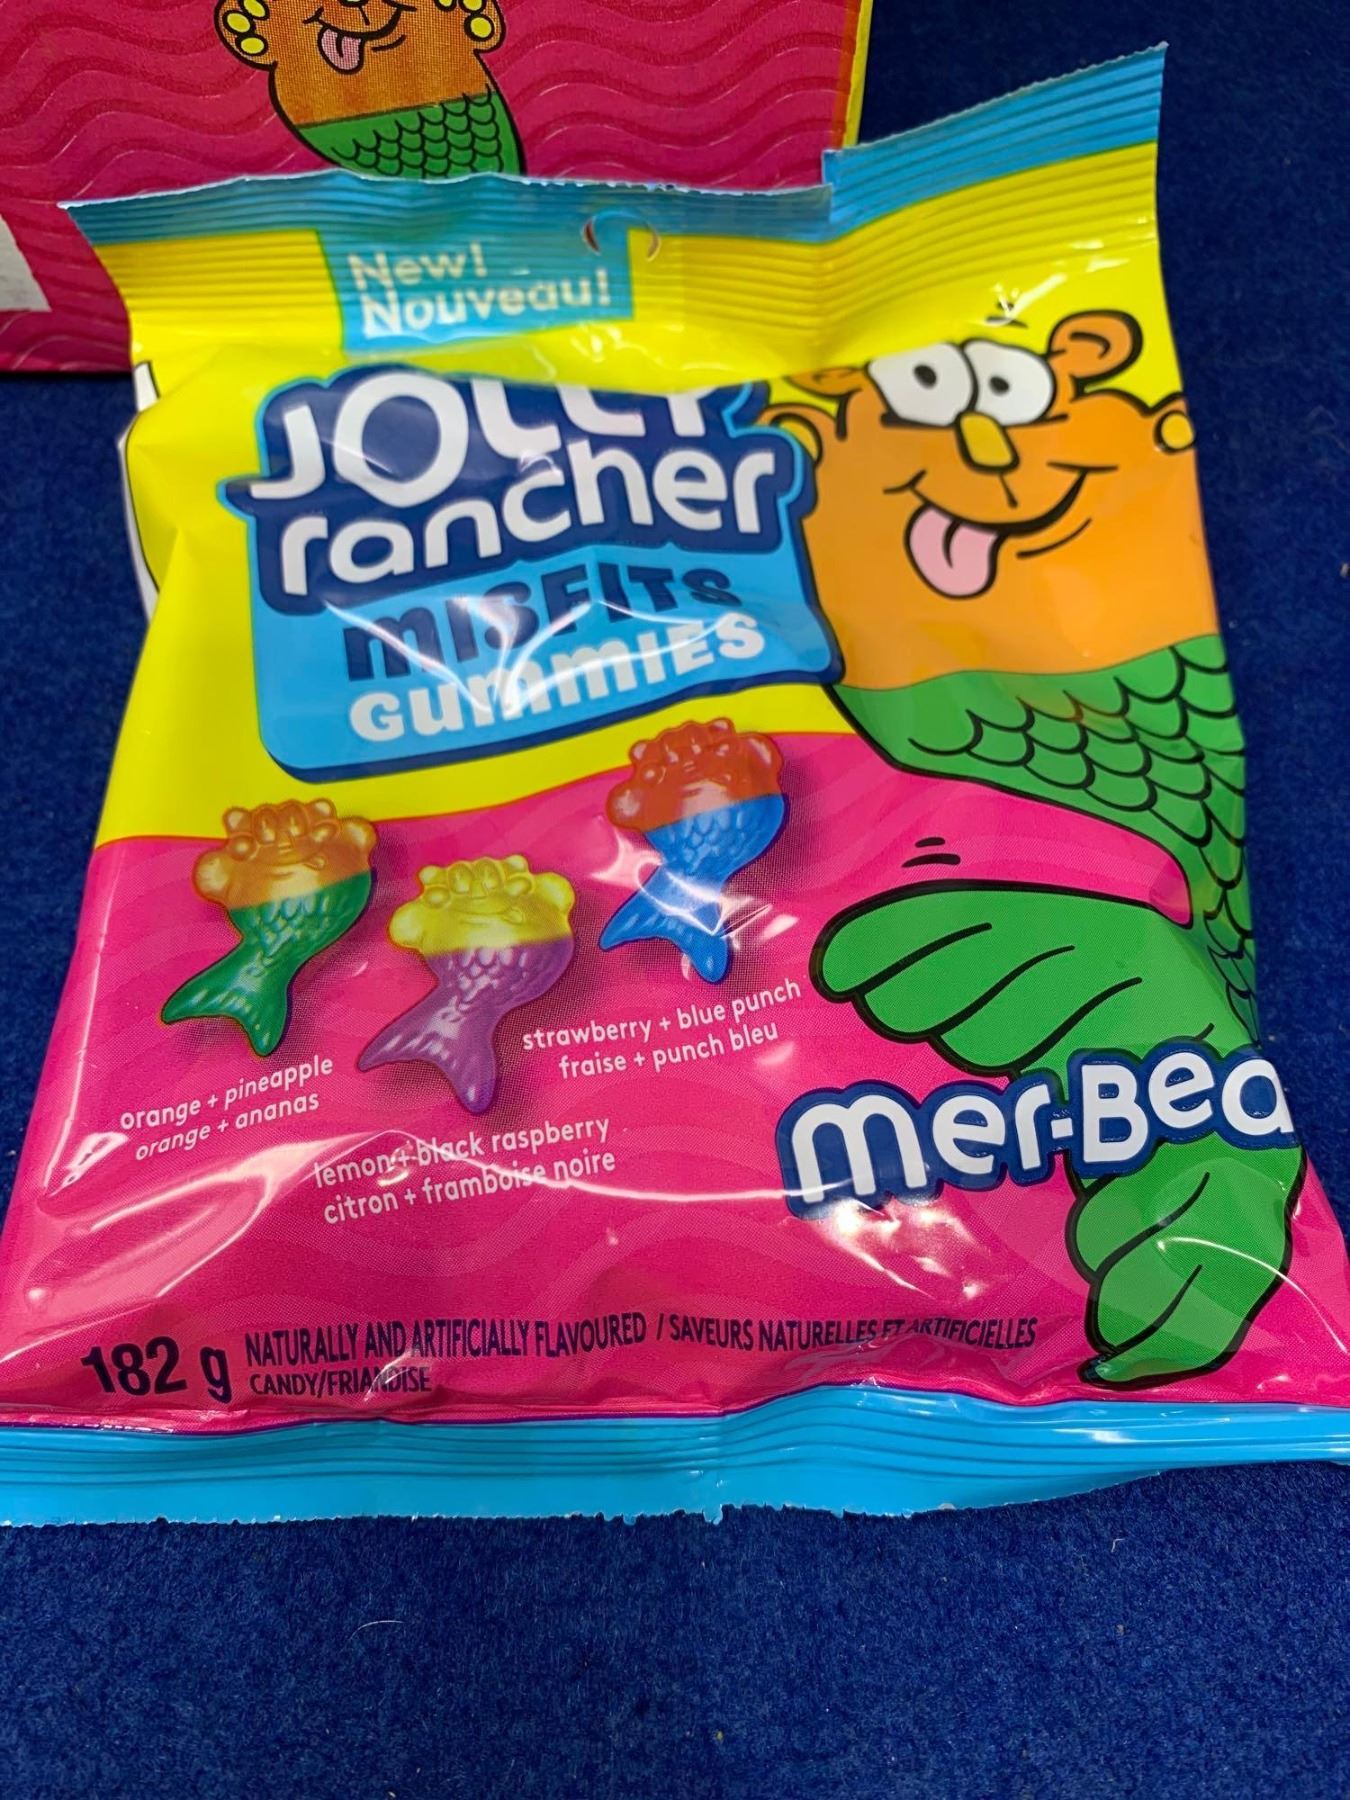 New!
Nouveau!
JOLLY
rancher
MISFITS
GUMMIES
strawberry + blue punch
fraise + punch bleu
orange + pineapple
orange + ananas
lemon + black raspberry
citron + framboise noire
mer-Bea
182 g
NATURALLY AND ARTIFICIALLY FLAVOURED / SAVEURS NATURELLES ET ARTIFICIELLES
CANDY/FRIANDISE